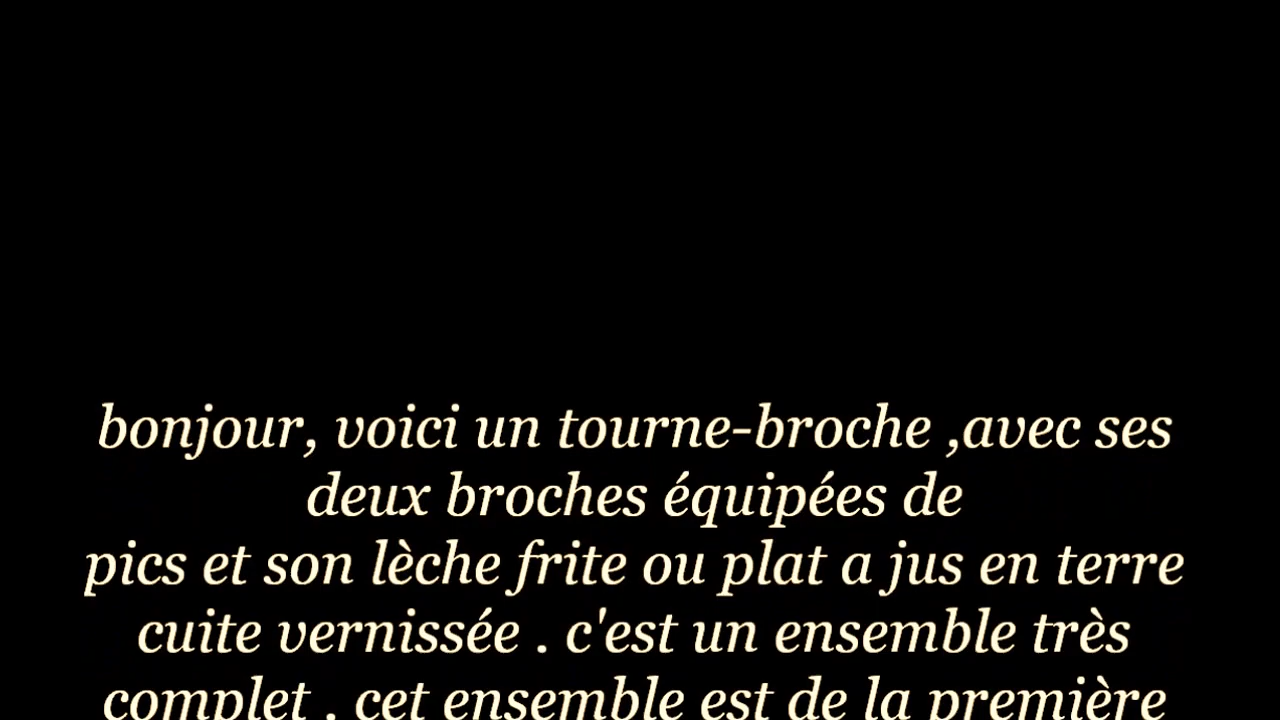 bonjour, voici un tourne-broche ,avec ses
deux broches équipées de
pics et son lèche frite ou plat a jus en terre
cuite vernissée . c'est un ensemble très
complet . cet ensemble est de la première